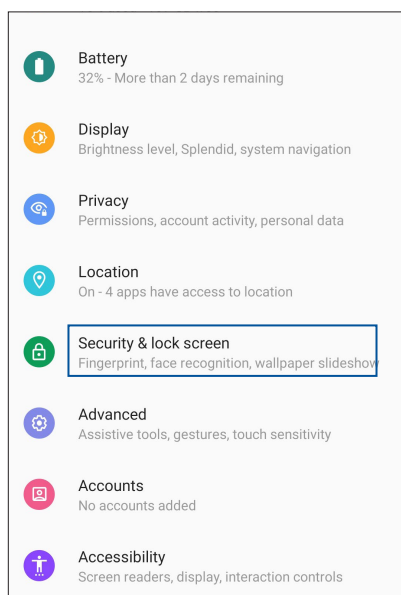 Battery
32% - More than 2 days remaining
Display
Brightness level, Splendid, system navigation
Privacy
Permissions, account activity, personal data
Location
On - 4 apps have access to location
Security & lock screen
Fingerprint, face recognition, wallpaper slideshow
Advanced
Assistive tools, gestures, touch sensitivity
Accounts
No accounts added
Accessibility
Screen readers, display, interaction controls